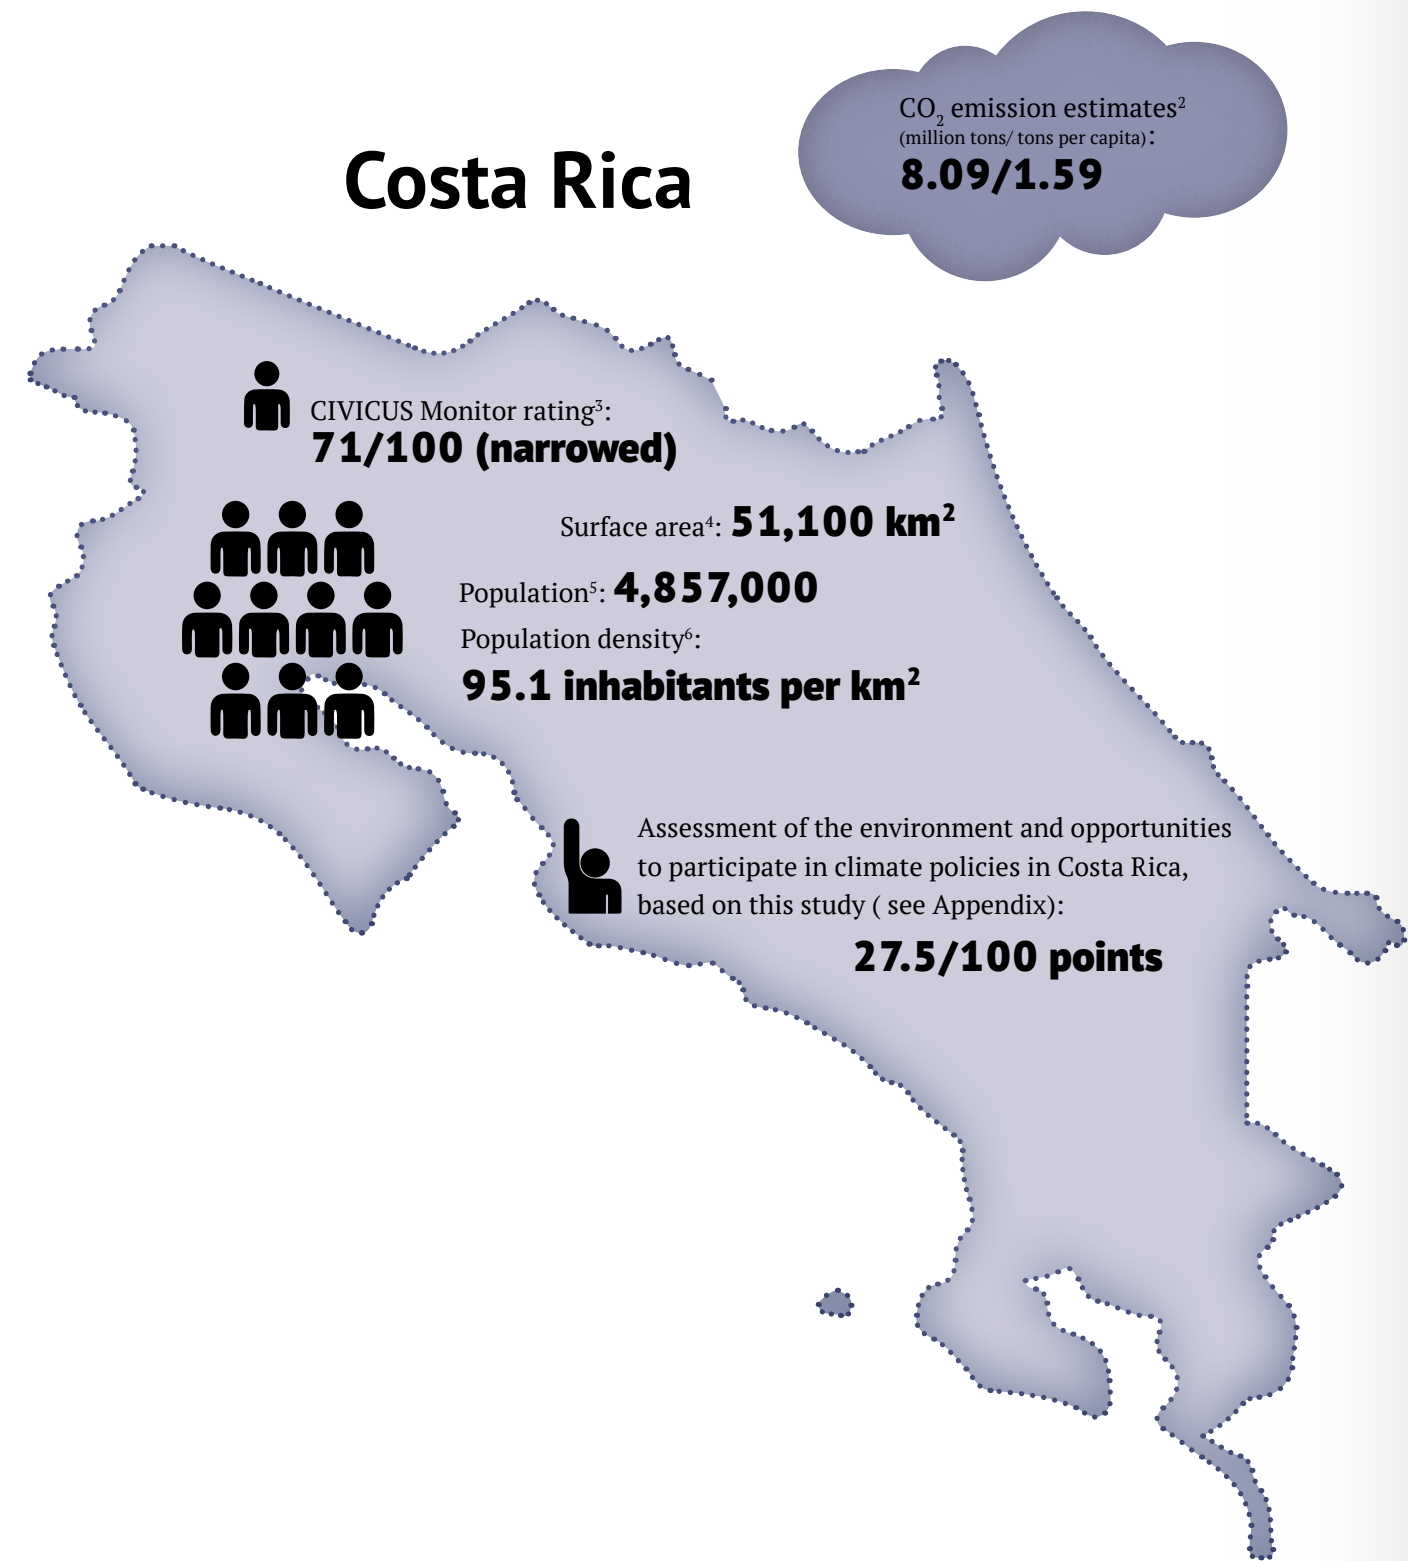 Costa Rica
CO₂ emission estimates²
(million tons/ tons per capita):
8.09/1.59
CIVICUS Monitor rating³:
71/100 (narrowed)
Surface area⁴: 51,100 km²
Population⁵: 4,857,000
Population density⁶:
95.1 inhabitants per km²
Assessment of the environment and opportunities
to participate in climate policies in Costa Rica,
based on this study ( see Appendix):
27.5/100 points